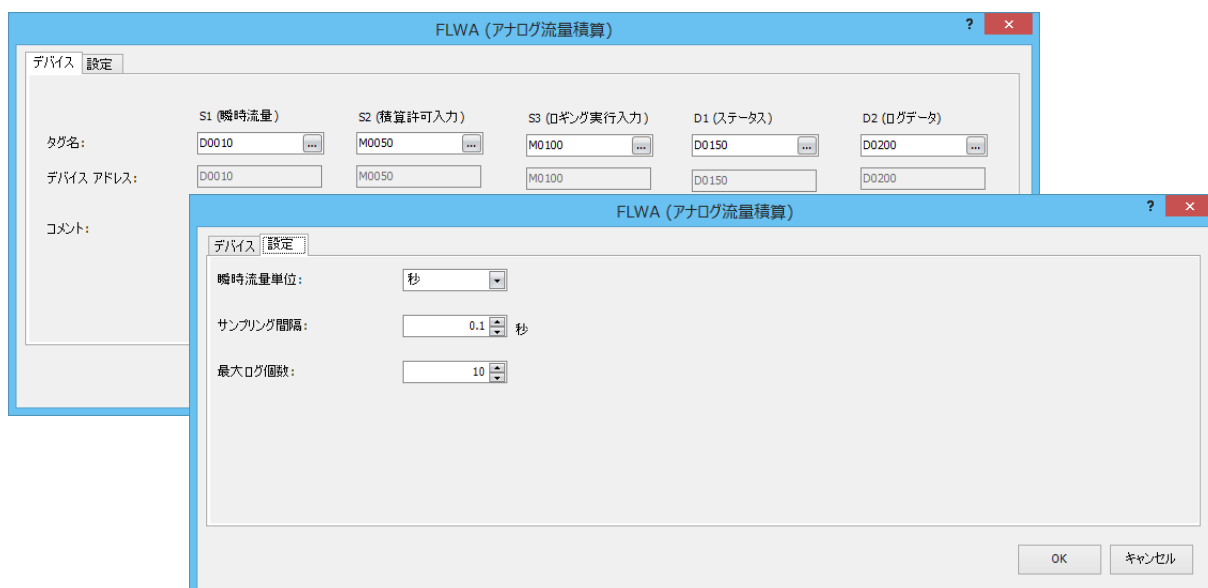 FLWA (アナログ流量積算)
? ×
デバイス 設定
S1 (瞬時流量) S2 (積算許可入力) S3 (ロギング実行入力) D1 (ステータス) D2 (ログデータ)
タグ名: D0010 ... M0050 ... M0100 ... D0150 ... D0200 ...
デバイス アドレス: D0010 M0050 M0100 D0150 D0200
コメント:
FLWA (アナログ流量積算)
? ×
デバイス 設定
瞬時流量単位: 秒
サンプリング間隔: 0.1 秒
最大ログ個数: 10
OK キャンセル